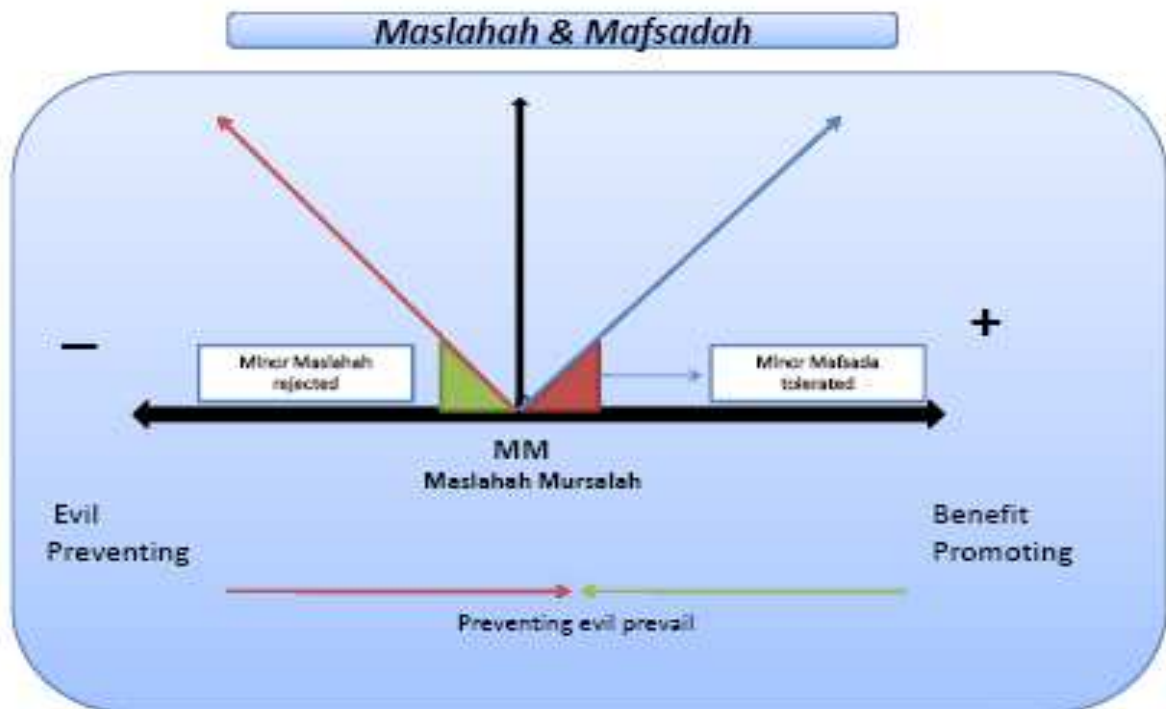 Maslahah & Mafsadah
–
+
Minor Maslahah
rejected
Minor Mafsada
tolerated
MM
Maslahah Mursalah
Evil
Preventing
Benefit
Promoting
Preventing evil prevail